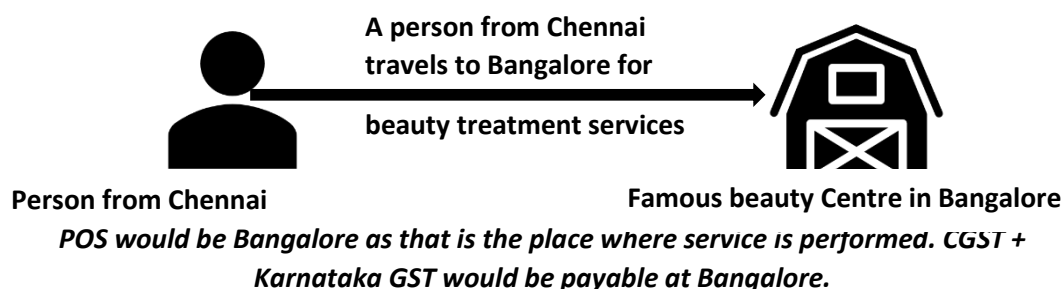 A person from Chennai
travels to Bangalore for
beauty treatment services
Person from Chennai
Famous beauty Centre in Bangalore
POS would be Bangalore as that is the place where service is performed. CGST +
Karnataka GST would be payable at Bangalore.